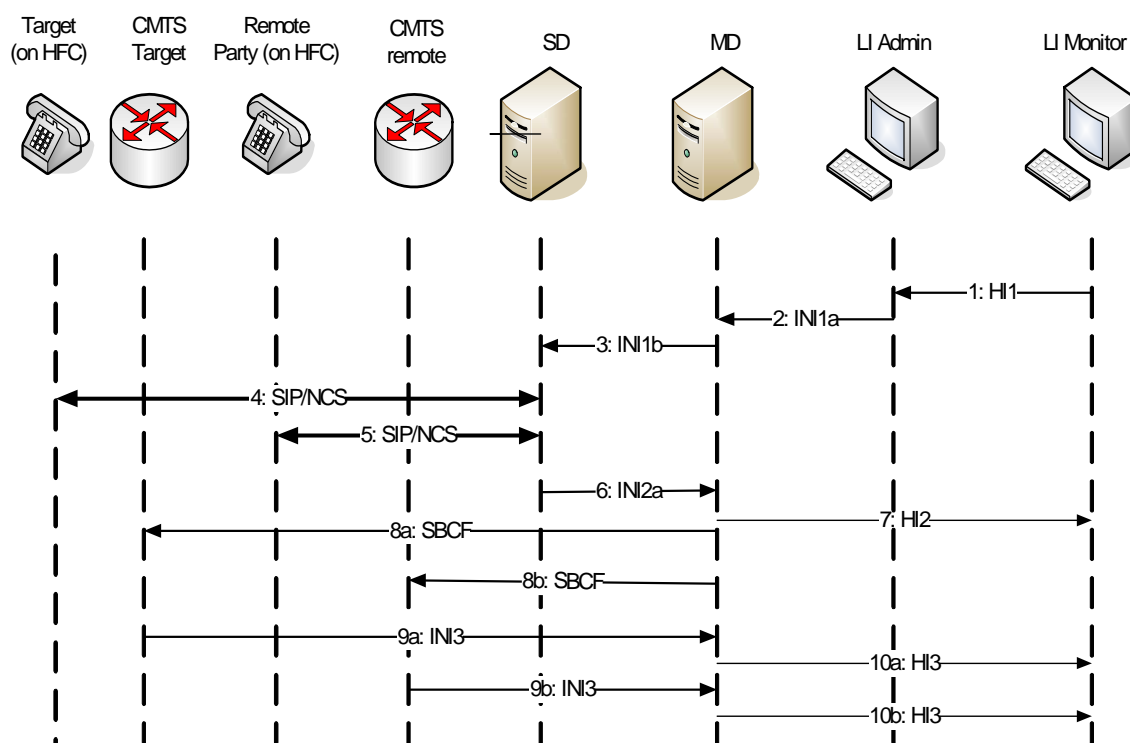 Target
(on HFC)
CMTS
Target
Remote
Party (on HFC)
CMTS
remote
SD
MD
LI Admin
LI Monitor
1: HI1
2: INI1a
3: INI1b
4: SIP/NCS
5: SIP/NCS
6: INI2a
7: HI2
8a: SBCF
8b: SBCF
9a: INI3
10a: HI3
9b: INI3
10b: HI3